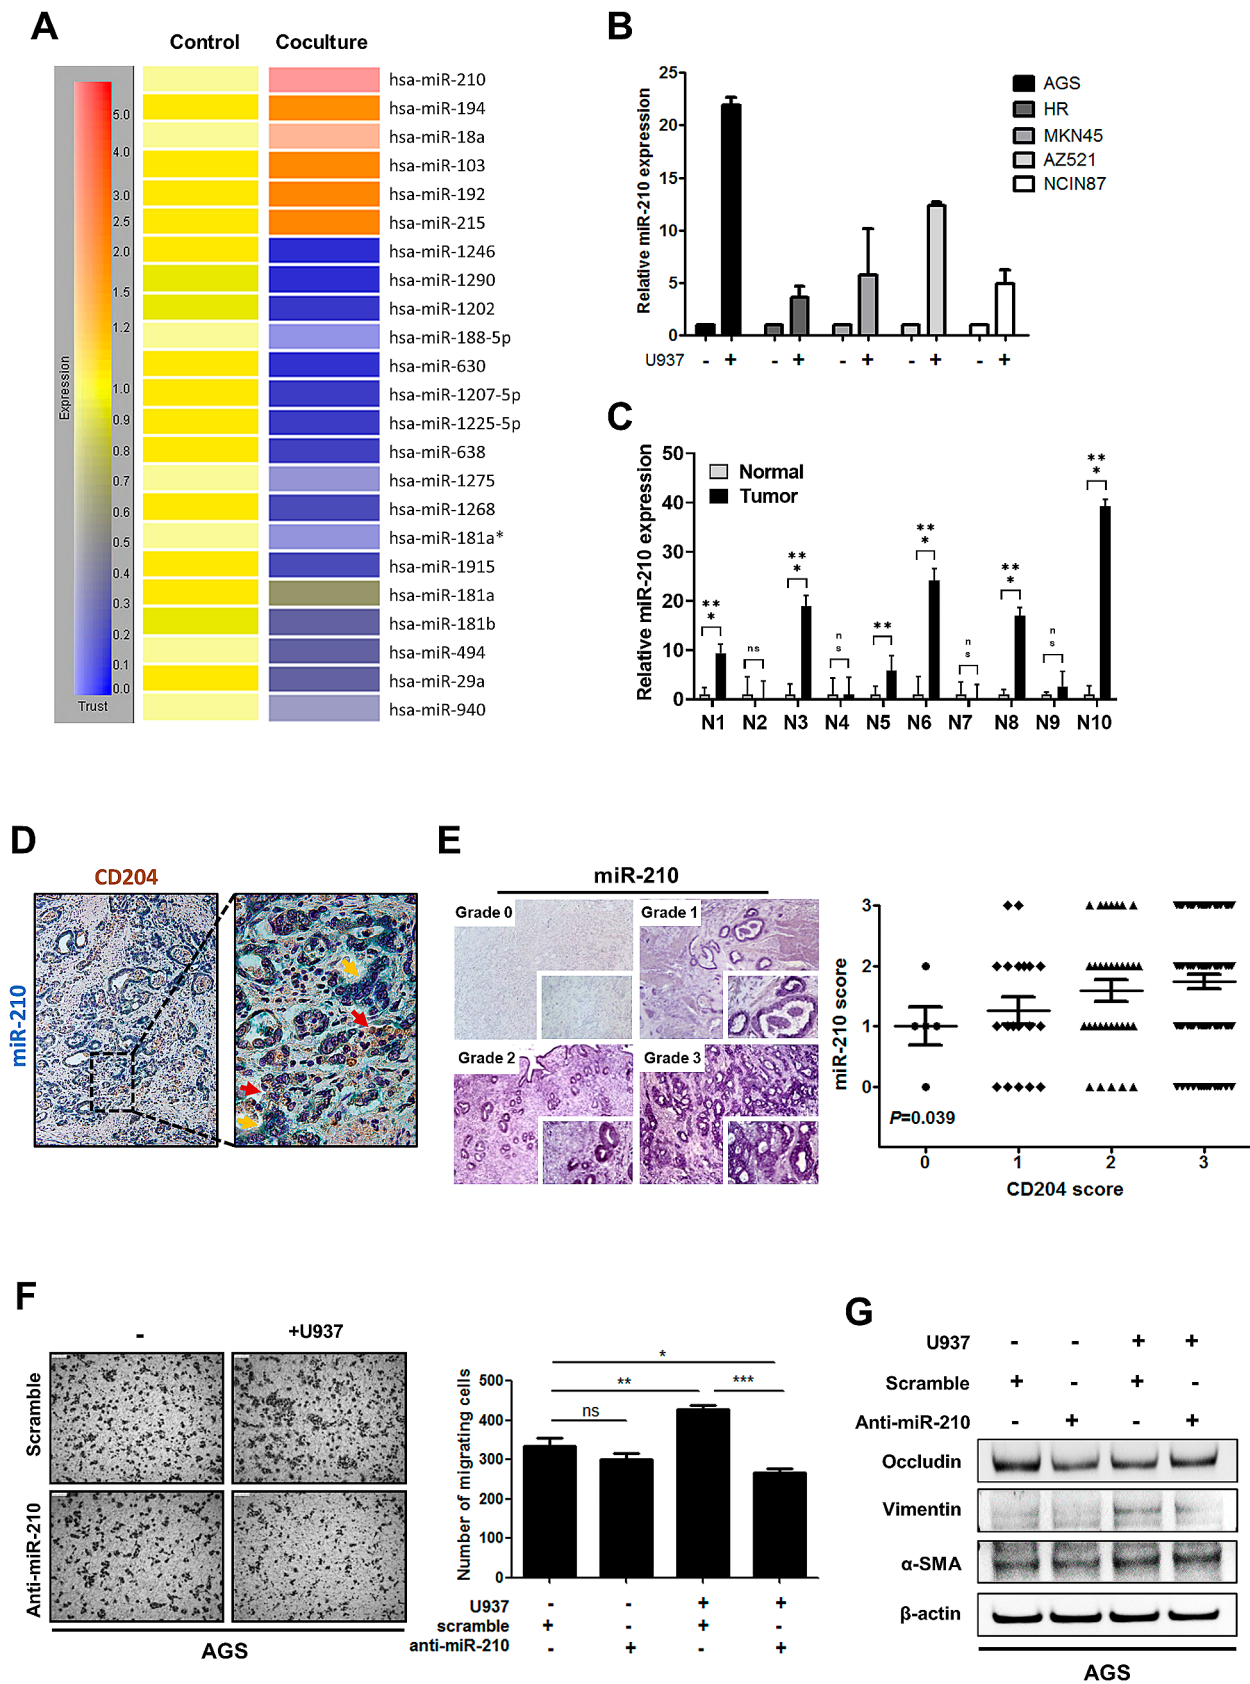 A
Control Coculture
hsa-miR-210
hsa-miR-194
hsa-miR-18a
hsa-miR-103
hsa-miR-192
hsa-miR-215
hsa-miR-1246
hsa-miR-1290
hsa-miR-1202
hsa-miR-188-5p
hsa-miR-630
hsa-miR-1207-5p
hsa-miR-1225-5p
hsa-miR-638
hsa-miR-1275
hsa-miR-1268
hsa-miR-181a*
hsa-miR-1915
hsa-miR-181a
hsa-miR-181b
hsa-miR-494
hsa-miR-29a
hsa-miR-940
Expression
5.0
4.0
3.0
2.5
2.0
1.5
1.2
1.0
0.9
0.8
0.7
0.6
0.5
0.4
0.3
0.2
0.1
0.0
Trust
B
Relative miR-210 expression
25
20
15
10
5
0
U937 - + - + - + - + - +
AGS
HR
MKN45
AZ521
NCIN87
C
Relative miR-210 expression
50
40
30
20
10
0
Normal
Tumor
** *
ns
** *
n s
**
** *
n s
** *
n s
** *
N1 N2 N3 N4 N5 N6 N7 N8 N9 N10
D
CD204
miR-210
E
miR-210
Grade 0
Grade 1
Grade 2
Grade 3
miR-210 score
3
2
1
0
P=0.039
0 1 2 3
CD204 score
F
- +U937
Scramble
Anti-miR-210
AGS
Number of migrating cells
500
400
300
200
100
0
*
** ***
ns
U937 - - + +
scramble + - + -
anti-miR-210 - + - +
G
U937 - - + +
Scramble + - + -
Anti-miR-210 - + - +
Occludin
Vimentin
α-SMA
β-actin
AGS